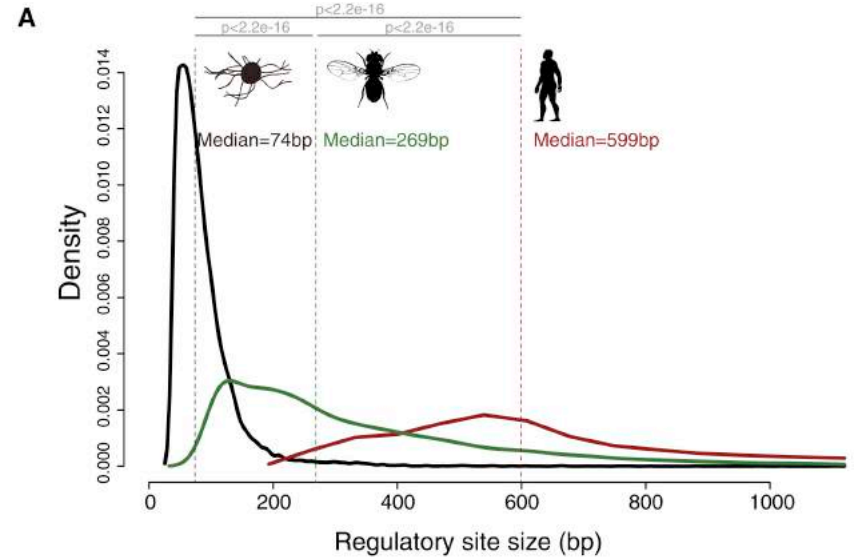 A
p<2.2e-16
p<2.2e-16 p<2.2e-16
Median=74bp Median=269bp Median=599bp
Density
0.014
0.012
0.010
0.008
0.006
0.004
0.002
0.000
0 200 400 600 800 1000
Regulatory site size (bp)